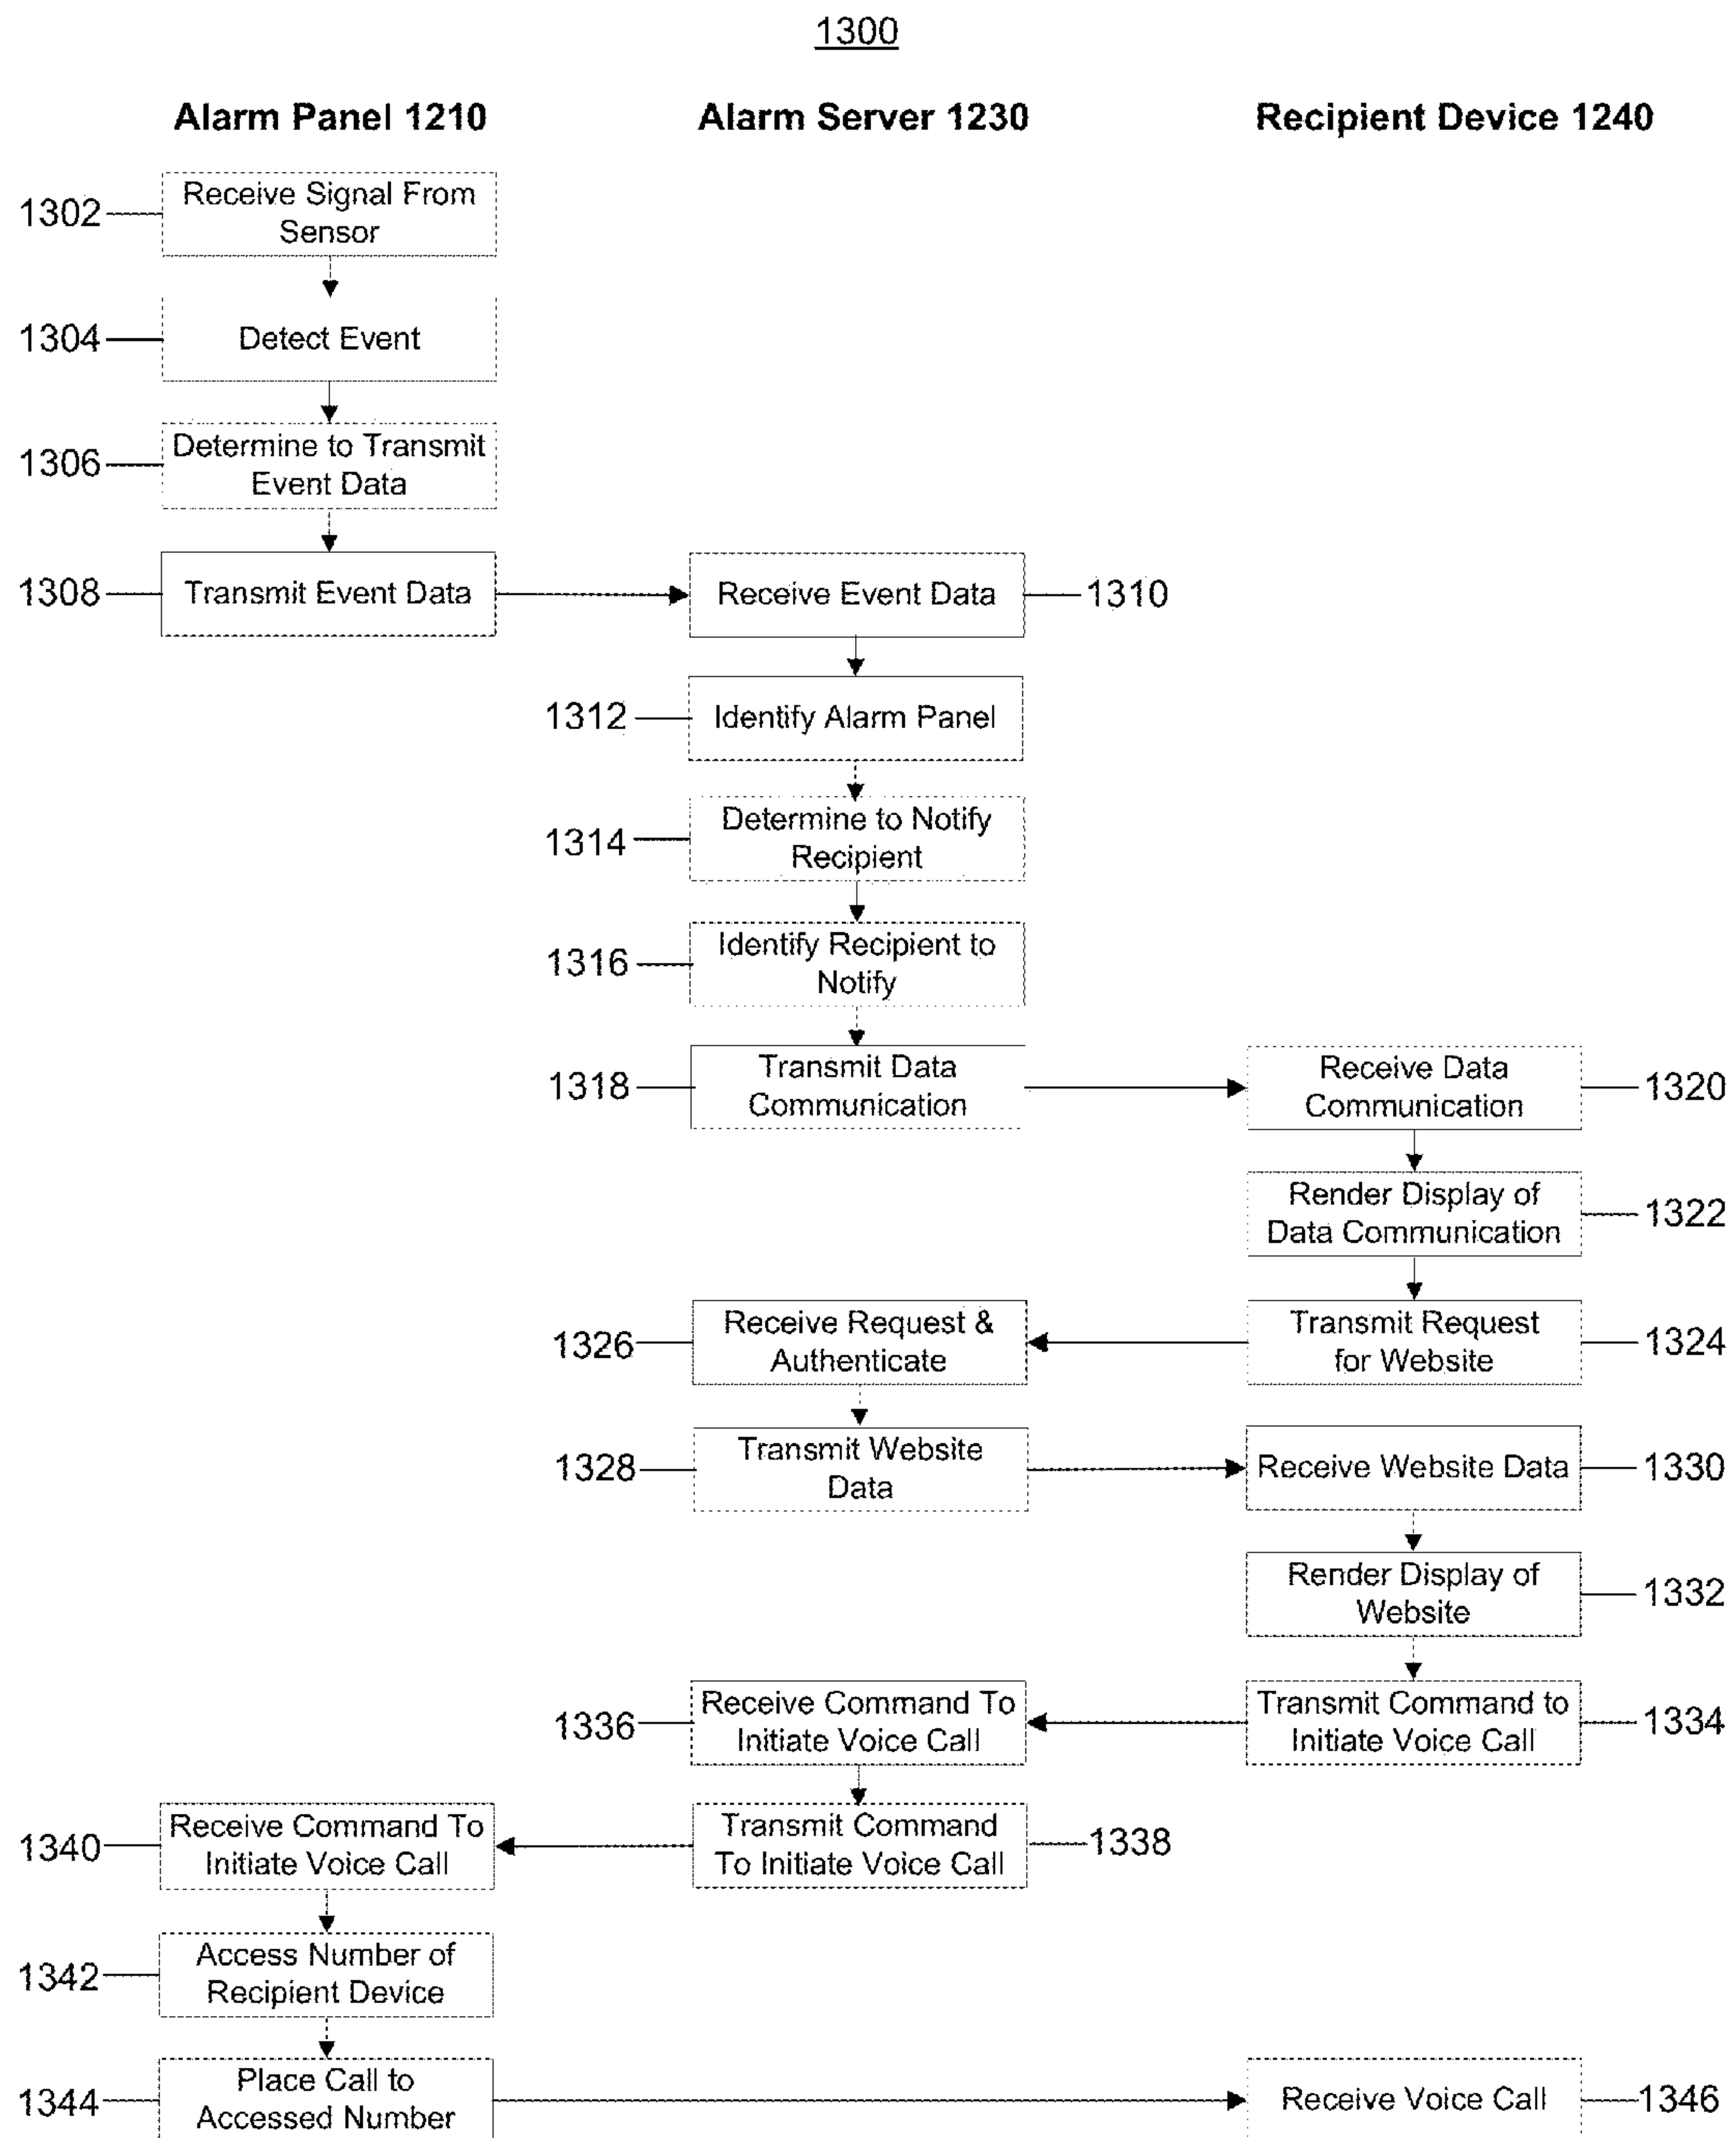 1300
Alarm Panel 1210
Alarm Server 1230
Recipient Device 1240
1302
Receive Signal From
Sensor
1304
Detect Event
1306
Determine to Transmit
Event Data
1308
Transmit Event Data
Receive Event Data
1310
1312
Identify Alarm Panel
1314
Determine to Notify
Recipient
1316
Identify Recipient to
Notify
1318
Transmit Data
Communication
Receive Data
Communication
1320
Render Display of
Data Communication
1322
1326
Receive Request &
Authenticate
Transmit Request
for Website
1324
1328
Transmit Website
Data
Receive Website Data
1330
Render Display of
Website
1332
1336
Receive Command To
Initiate Voice Call
Transmit Command to
Initiate Voice Call
1334
1340
Receive Command To
Initiate Voice Call
Transmit Command
To Initiate Voice Call
1338
1342
Access Number of
Recipient Device
1344
Place Call to
Accessed Number
Receive Voice Call
1346